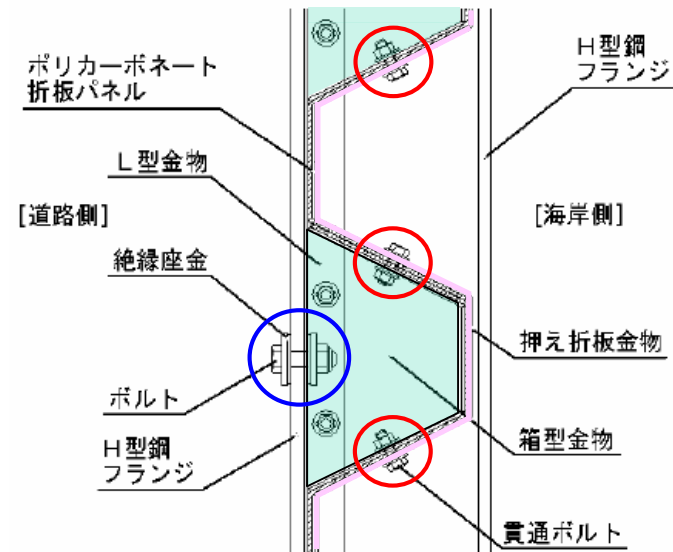 ポリカーボネート
折板パネル
L型金物
[道路側]
絶縁座金
ボルト
H型鋼
フランジ
H型鋼
フランジ
[海岸側]
押え折板金物
箱型金物
貫通ボルト